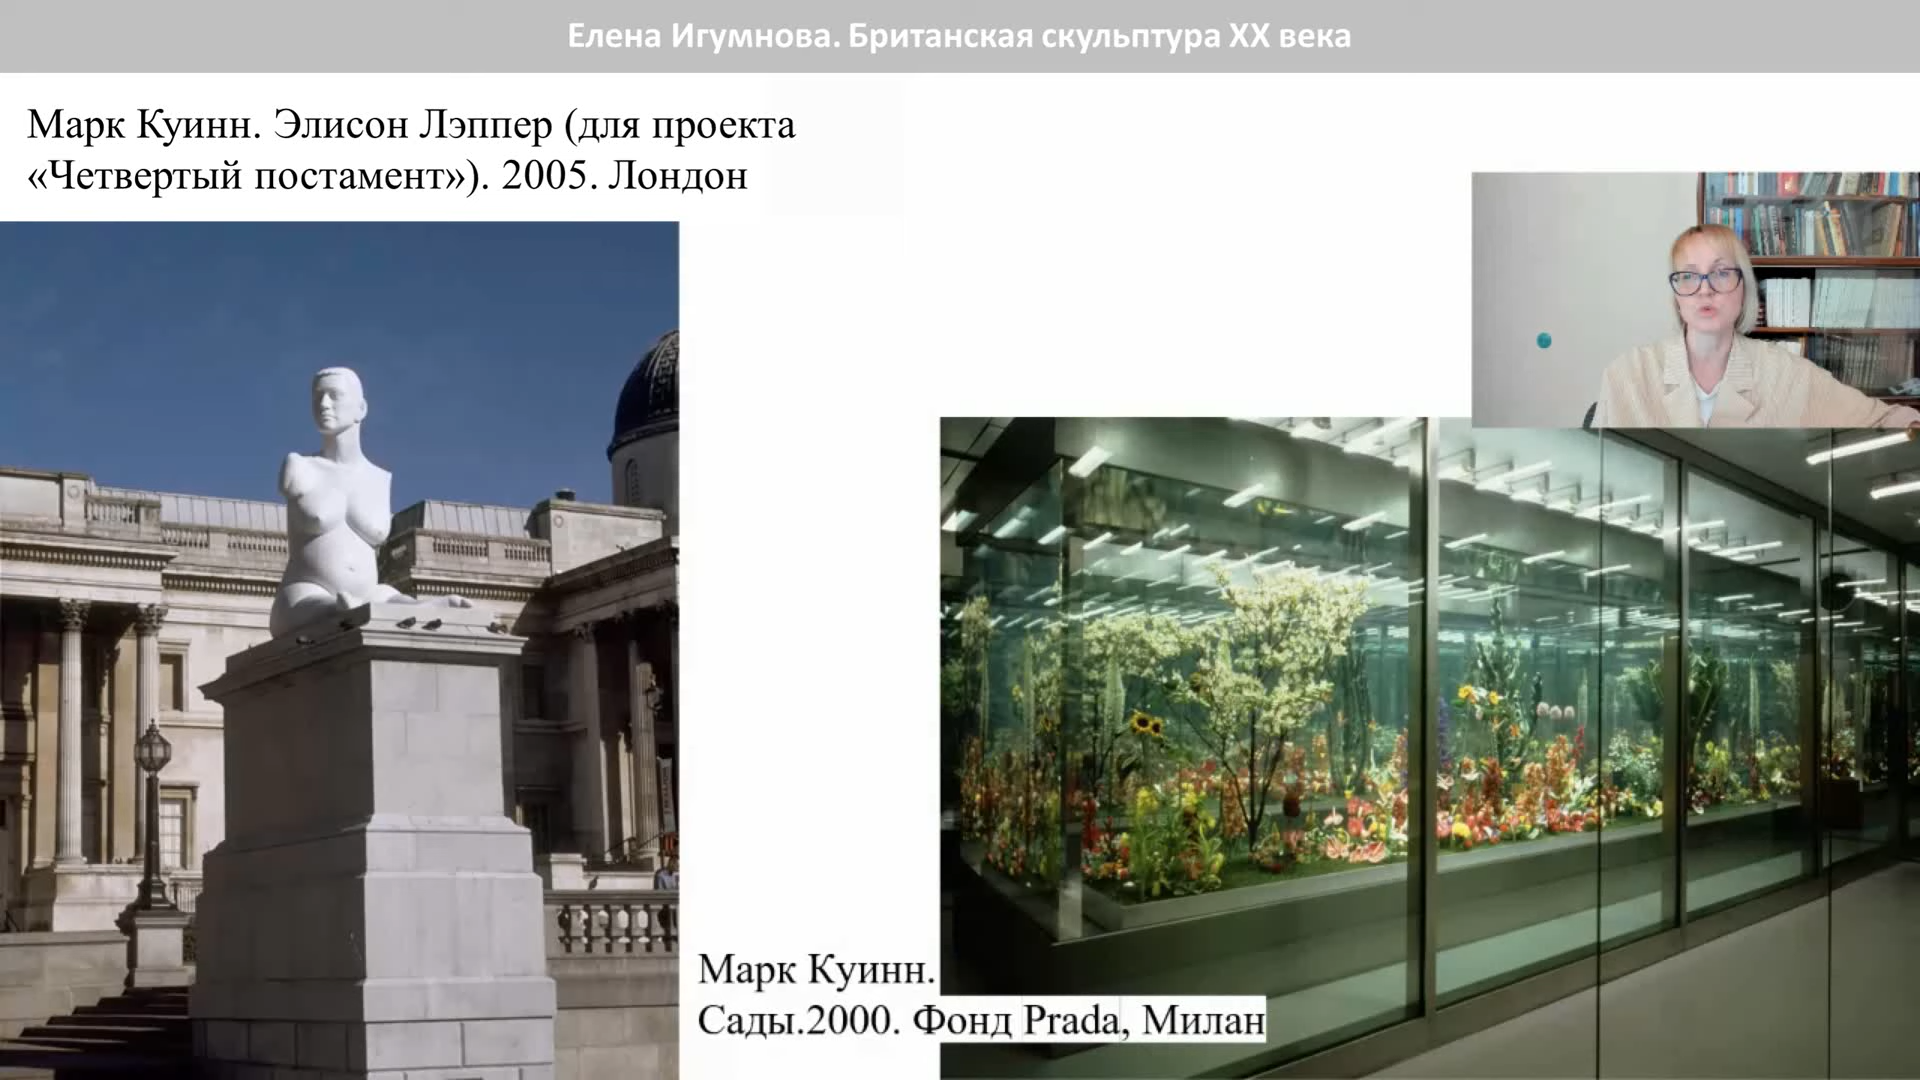 Елена Игумнова. Британская скульптура XX века
Марк Куинн. Элисон Лэппер (для проекта
«Четвертый постамент»). 2005. Лондон
Марк Куинн.
Сады.2000. Фонд Prada, Милан